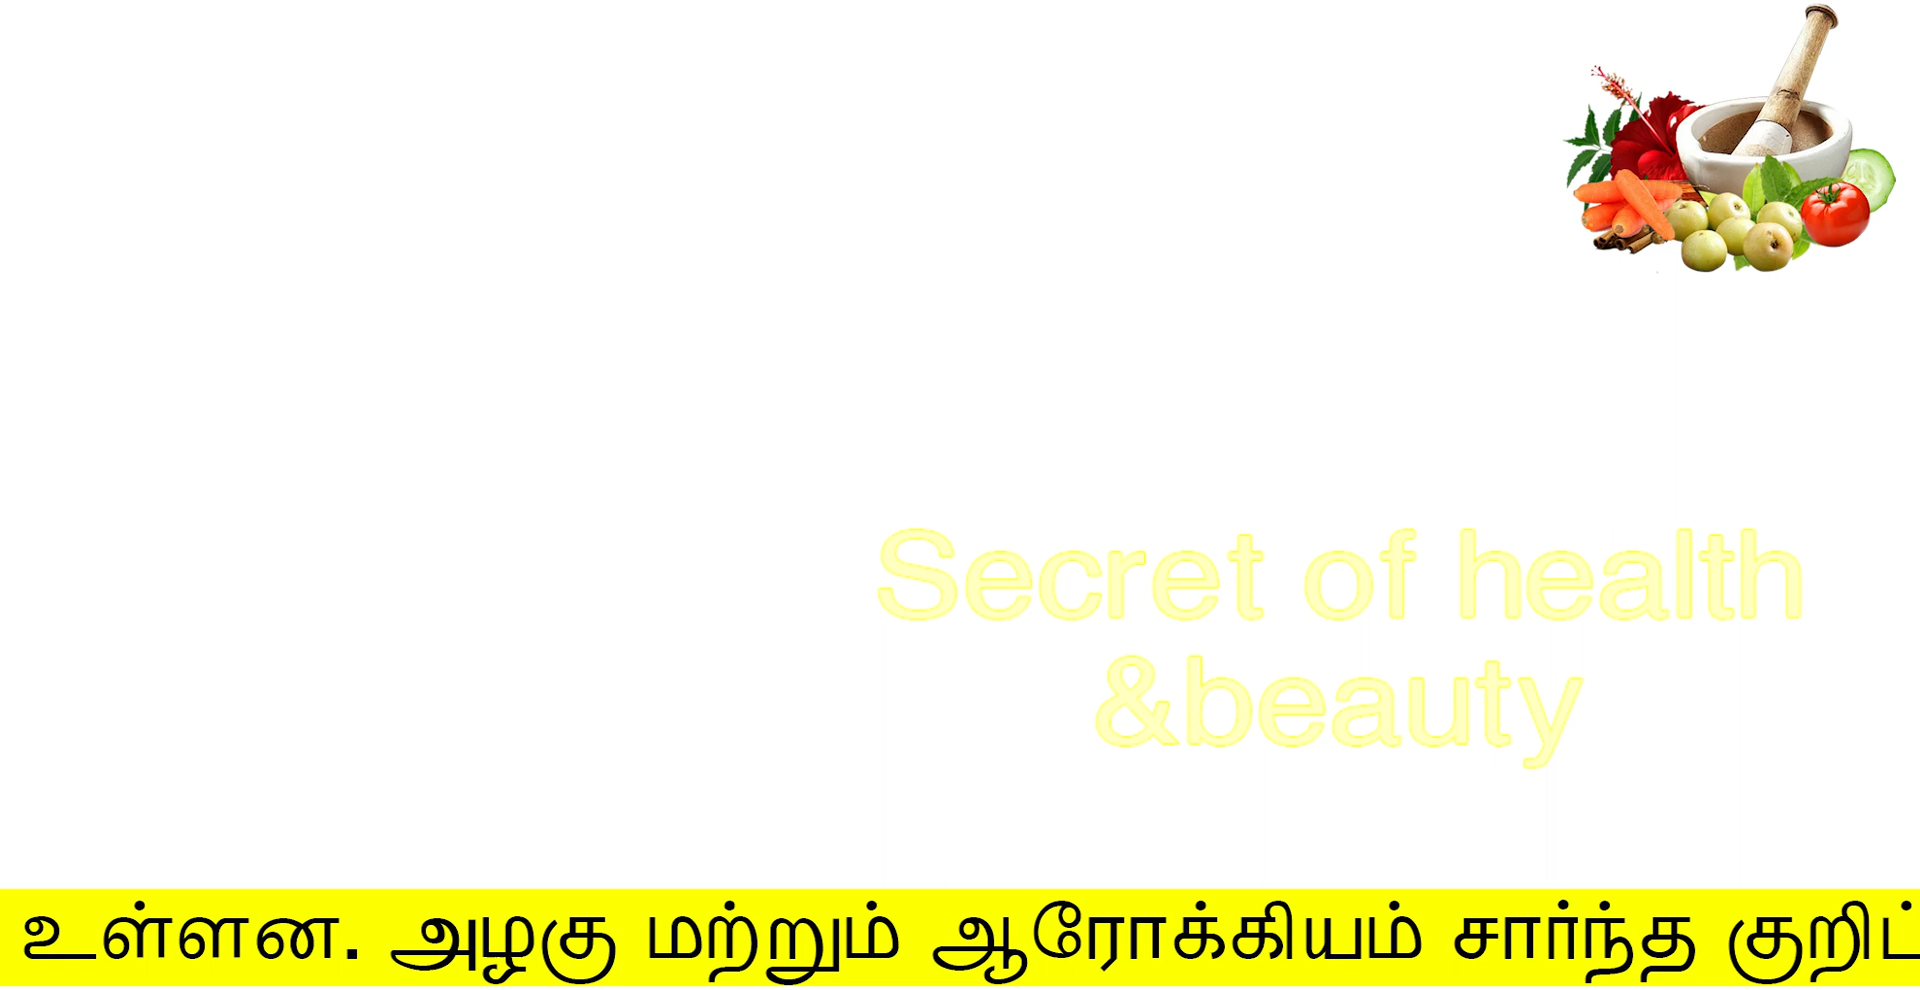 Secret of health
&beauty
உள்ளன. அழகு மற்றும் ஆரோக்கியம் சார்ந்த